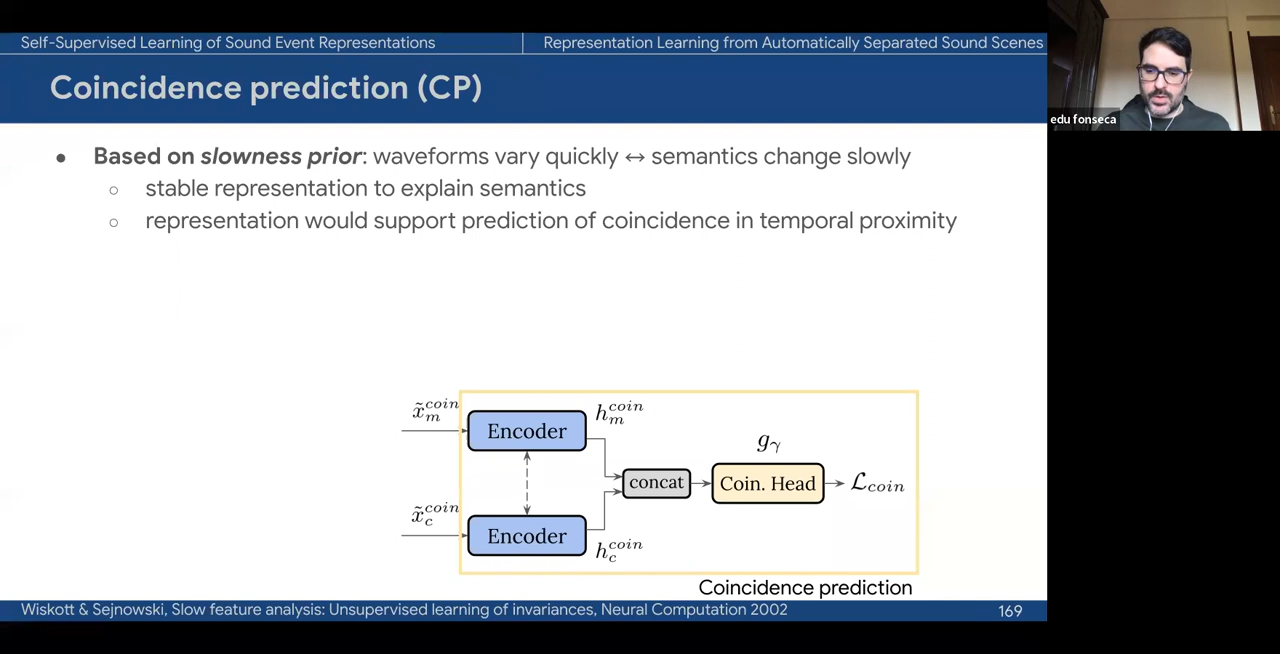 Self-Supervised Learning of Sound Event Representations
Representation Learning from Automatically Separated Sound Scenes
Coincidence prediction (CP)
edu fonseca
● Based on slowness prior: waveforms vary quickly ↔ semantics change slowly
○ stable representation to explain semantics
○ representation would support prediction of coincidence in temporal proximity
x̃_m^{coin}
Encoder
h_m^{coin}
g_γ
concat
Coin. Head
ℒ_{coin}
x̃_c^{coin}
Encoder
h_c^{coin}
Coincidence prediction
Wiskott & Sejnowski, Slow feature analysis: Unsupervised learning of invariances, Neural Computation 2002
169